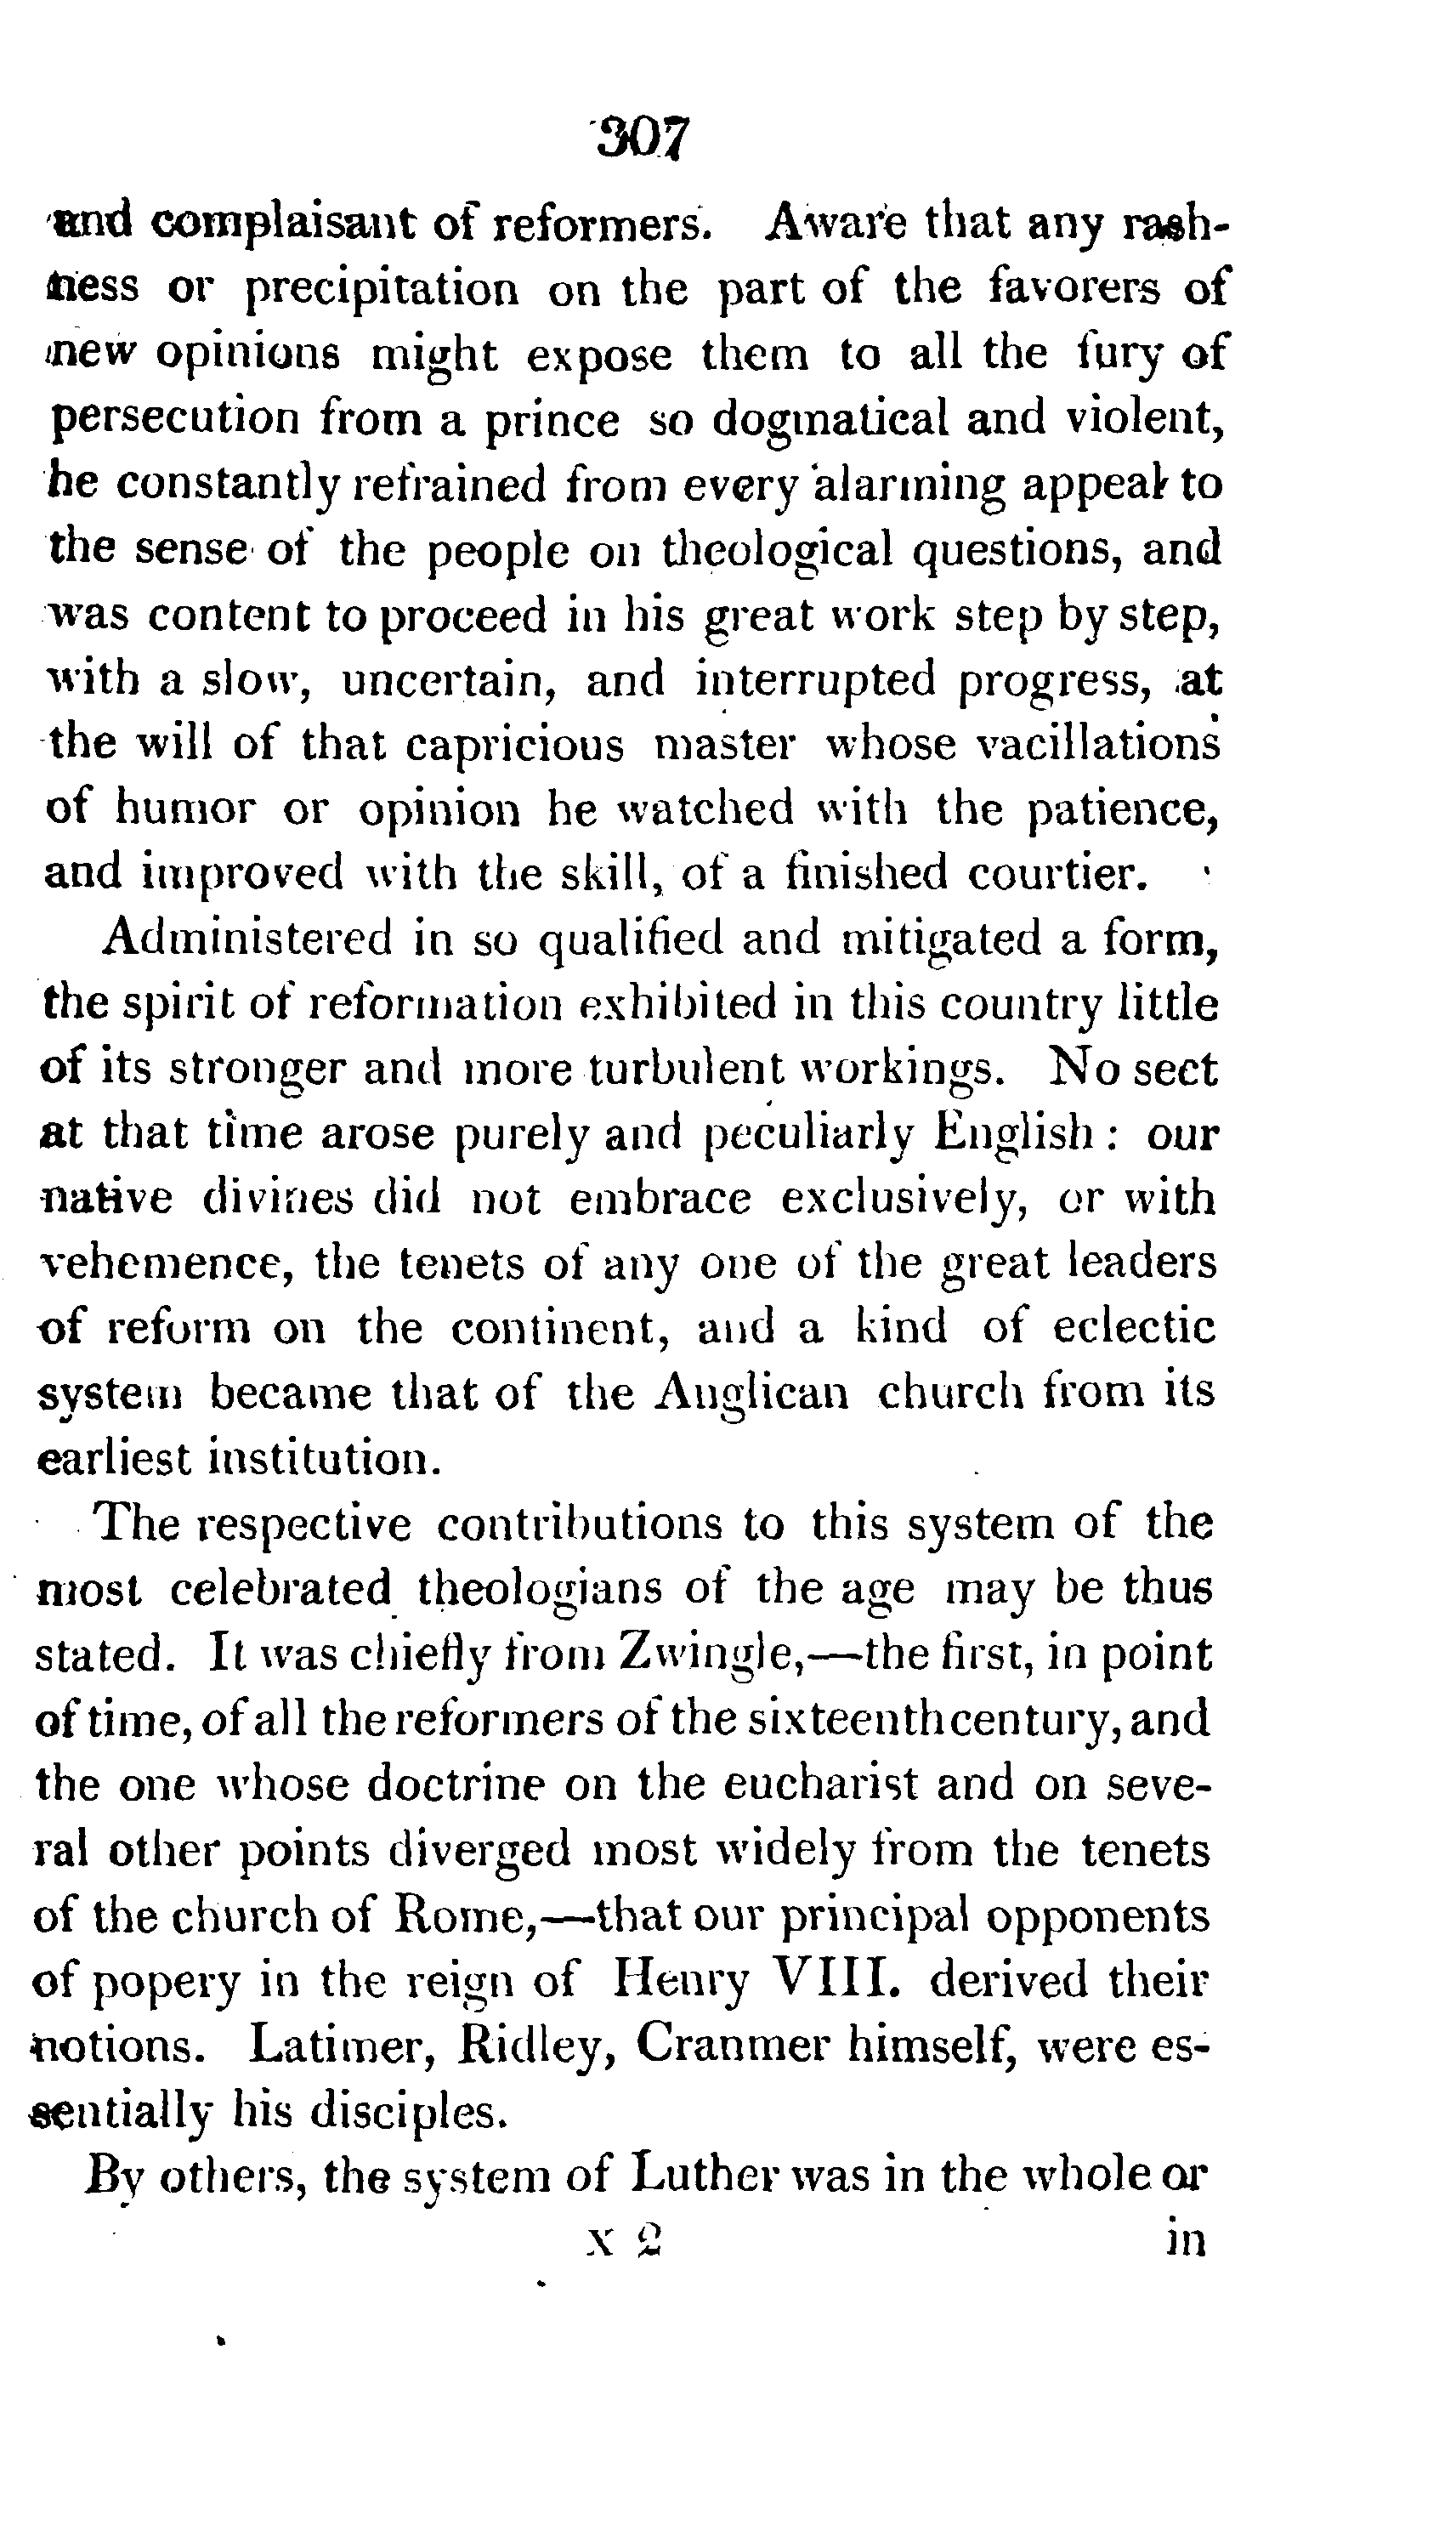 307
and complaisant of reformers. Aware that any rash-
ness or precipitation on the part of the favorers of
new opinions might expose them to all the fury of
persecution from a prince so dogmatical and violent,
he constantly refrained from every alarming appeal to
the sense of the people on theological questions, and
was content to proceed in his great work step by step,
with a slow, uncertain, and interrupted progress, at
the will of that capricious master whose vacillations
of humor or opinion he watched with the patience,
and improved with the skill, of a finished courtier.
Administered in so qualified and mitigated a form,
the spirit of reformation exhibited in this country little
of its stronger and more turbulent workings. No sect
at that time arose purely and peculiarly English : our
native divines did not embrace exclusively, or with
vehemence, the tenets of any one of the great leaders
of reform on the continent, and a kind of eclectic
system became that of the Anglican church from its
earliest institution.
The respective contributions to this system of the
most celebrated theologians of the age may be thus
stated. It was chiefly from Zwingle,—the first, in point
of time, of all the reformers of the sixteenth century, and
the one whose doctrine on the eucharist and on seve-
ral other points diverged most widely from the tenets
of the church of Rome,—that our principal opponents
of popery in the reign of Henry VIII. derived their
notions. Latimer, Ridley, Cranmer himself, were es-
sentially his disciples.
By others, the system of Luther was in the whole or
x 2 in